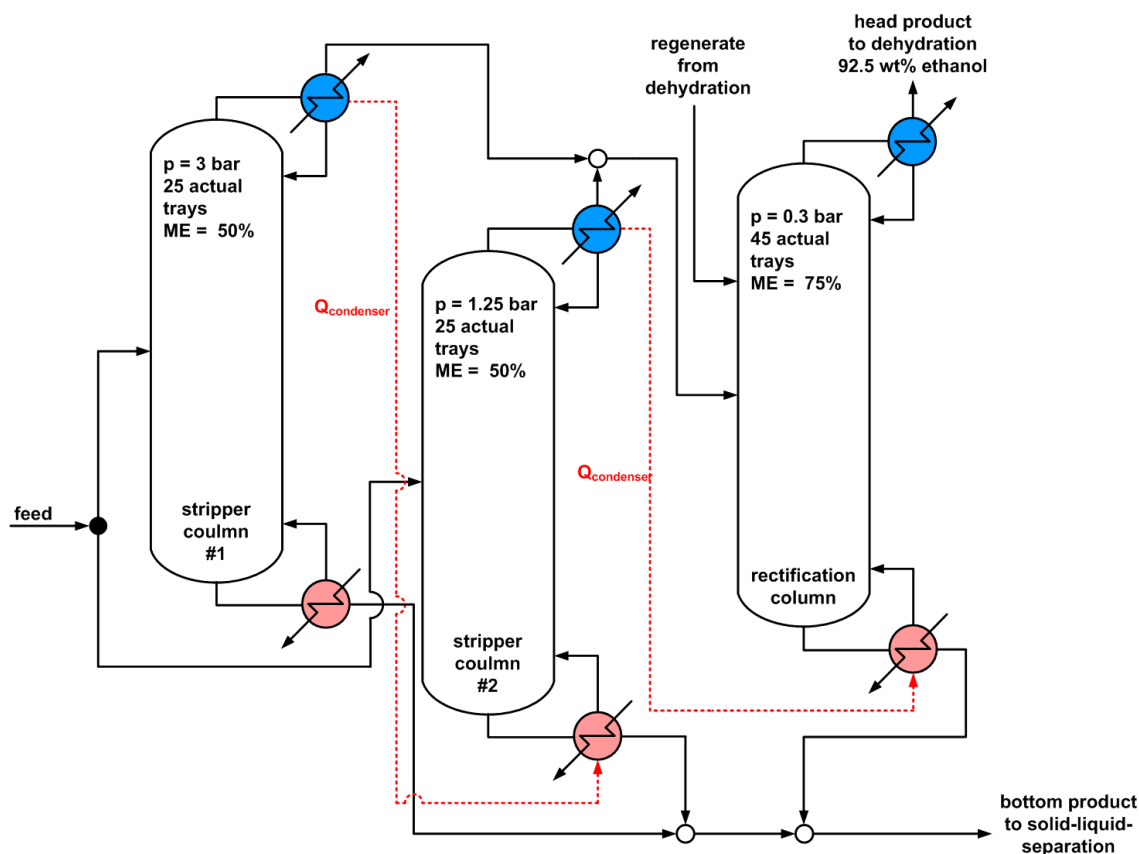 regenerate
from
dehydration
head product
to dehydration
92.5 wt% ethanol
p = 3 bar
25 actual
trays
ME =  50%
p = 1.25 bar
25 actual
trays
ME =  50%
p = 0.3 bar
45 actual
trays
ME =  75%
Qcondenser
Qcondenser
feed
stripper
coulmn
#1
stripper
coulmn
#2
rectification
column
bottom product
to solid-liquid-
separation